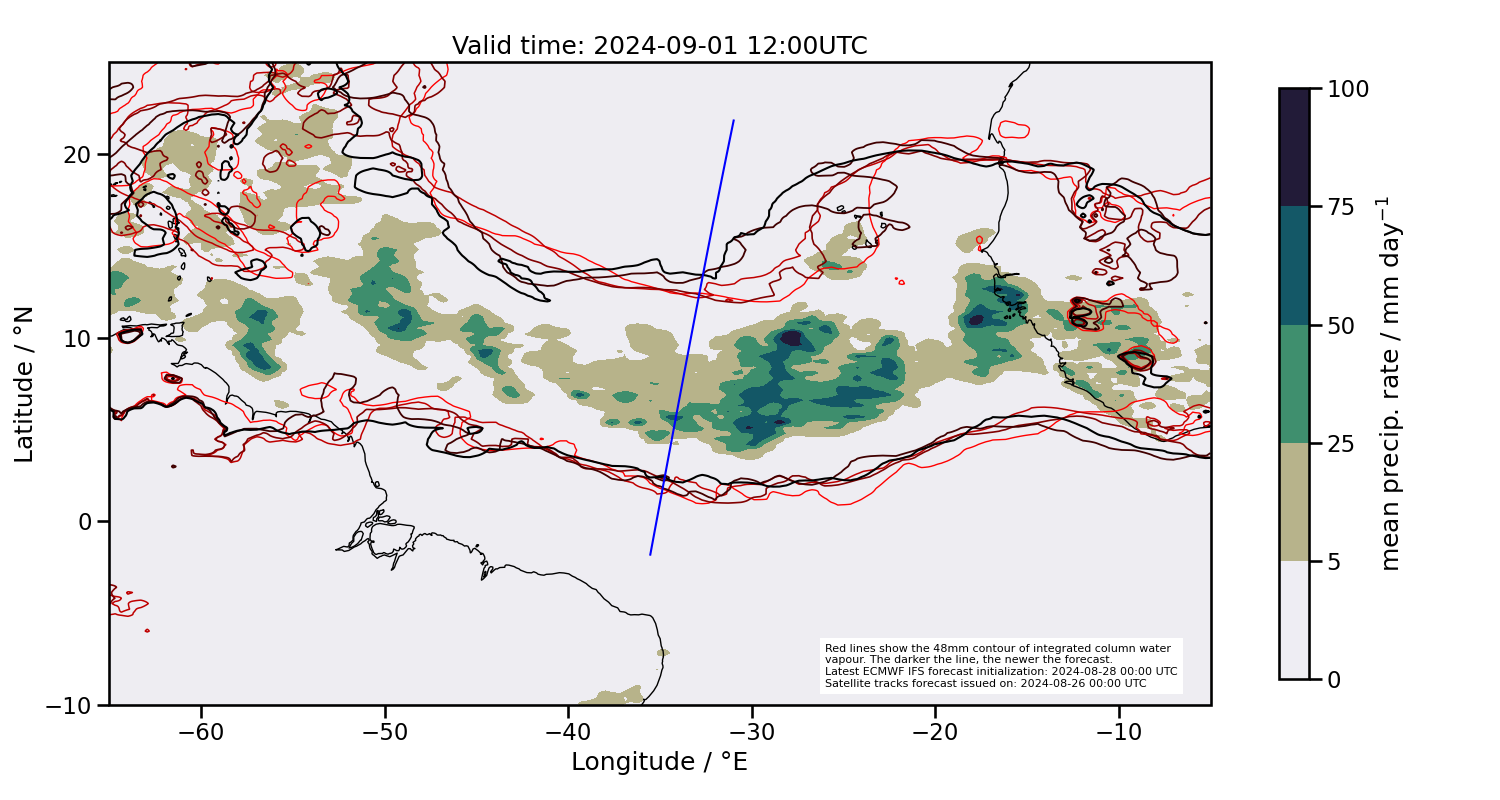 Valid time: 2024-09-01 12:00UTC
20
10
0
−10
Latitude / °N
−60
−50
−40
−30
−20
−10
Longitude / °E
Red lines show the 48mm contour of integrated column water
vapour. The darker the line, the newer the forecast.
Latest ECMWF IFS forecast initialization: 2024-08-28 00:00 UTC
Satellite tracks forecast issued on: 2024-08-26 00:00 UTC
100
75
50
25
5
0
mean precip. rate / mm day⁻¹